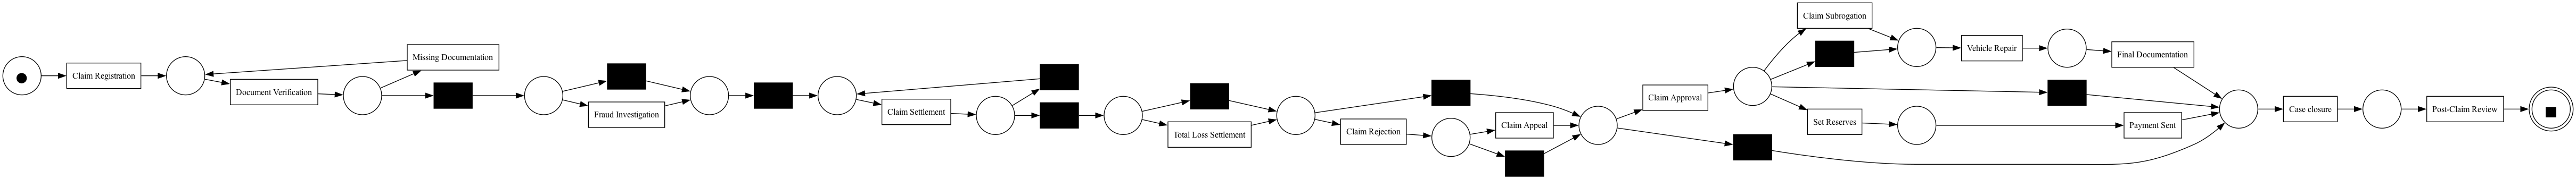 Claim Registration
Missing Documentation
Document Verification
Fraud Investigation
Claim Settlement
Total Loss Settlement
Claim Rejection
Claim Appeal
Claim Approval
Claim Subrogation
Set Reserves
Vehicle Repair
Final Documentation
Payment Sent
Case closure
Post-Claim Review